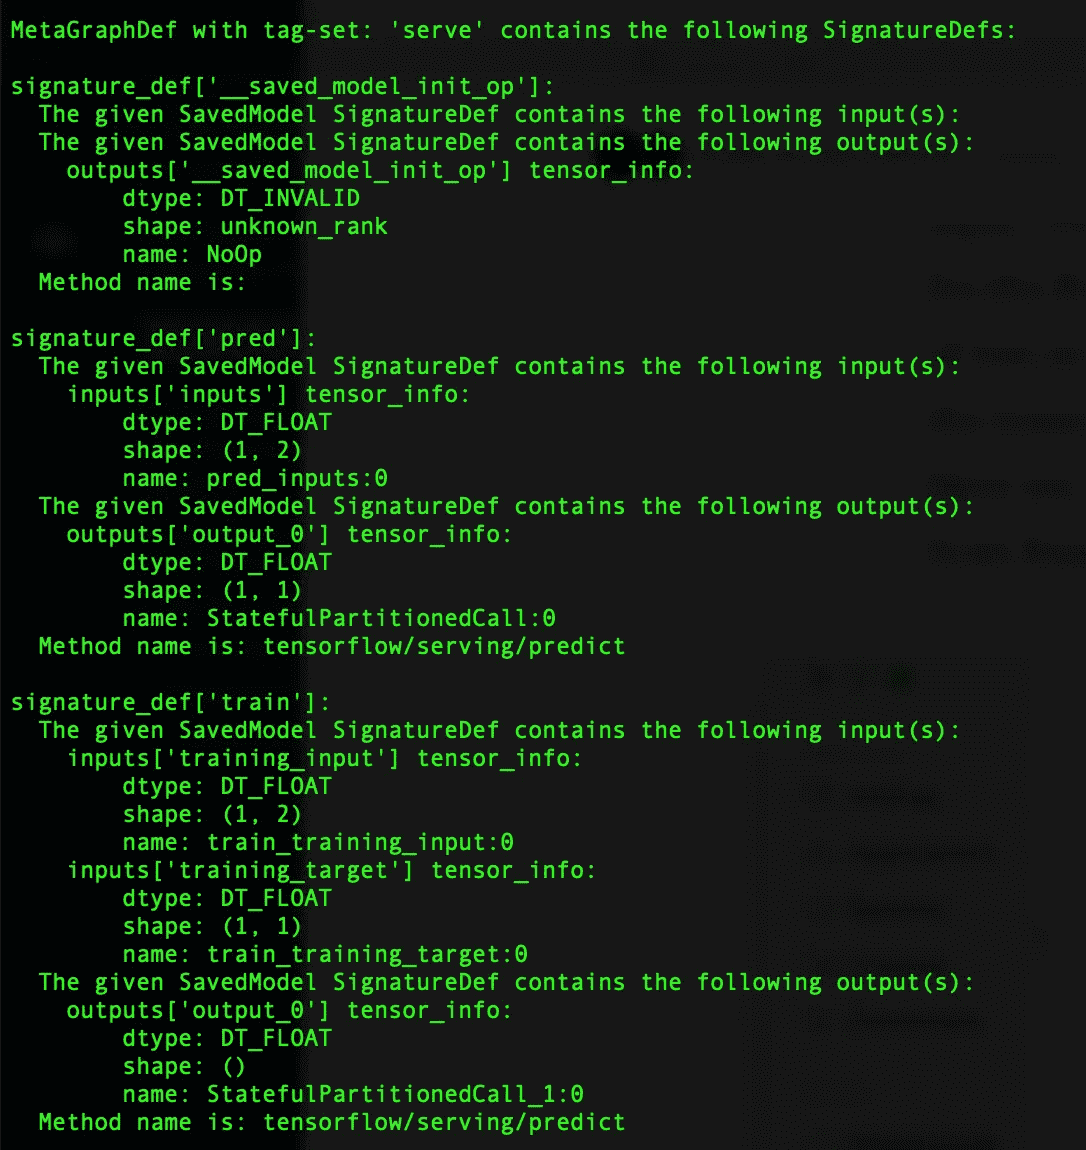 MetaGraphDef with tag-set: 'serve' contains the following SignatureDefs:

signature_def['__saved_model_init_op']:
  The given SavedModel SignatureDef contains the following input(s):
  The given SavedModel SignatureDef contains the following output(s):
    outputs['__saved_model_init_op'] tensor_info:
        dtype: DT_INVALID
        shape: unknown_rank
        name: NoOp
  Method name is:

signature_def['pred']:
  The given SavedModel SignatureDef contains the following input(s):
    inputs['inputs'] tensor_info:
        dtype: DT_FLOAT
        shape: (1, 2)
        name: pred_inputs:0
  The given SavedModel SignatureDef contains the following output(s):
    outputs['output_0'] tensor_info:
        dtype: DT_FLOAT
        shape: (1, 1)
        name: StatefulPartitionedCall:0
  Method name is: tensorflow/serving/predict

signature_def['train']:
  The given SavedModel SignatureDef contains the following input(s):
    inputs['training_input'] tensor_info:
        dtype: DT_FLOAT
        shape: (1, 2)
        name: train_training_input:0
    inputs['training_target'] tensor_info:
        dtype: DT_FLOAT
        shape: (1, 1)
        name: train_training_target:0
  The given SavedModel SignatureDef contains the following output(s):
    outputs['output_0'] tensor_info:
        dtype: DT_FLOAT
        shape: ()
        name: StatefulPartitionedCall_1:0
  Method name is: tensorflow/serving/predict